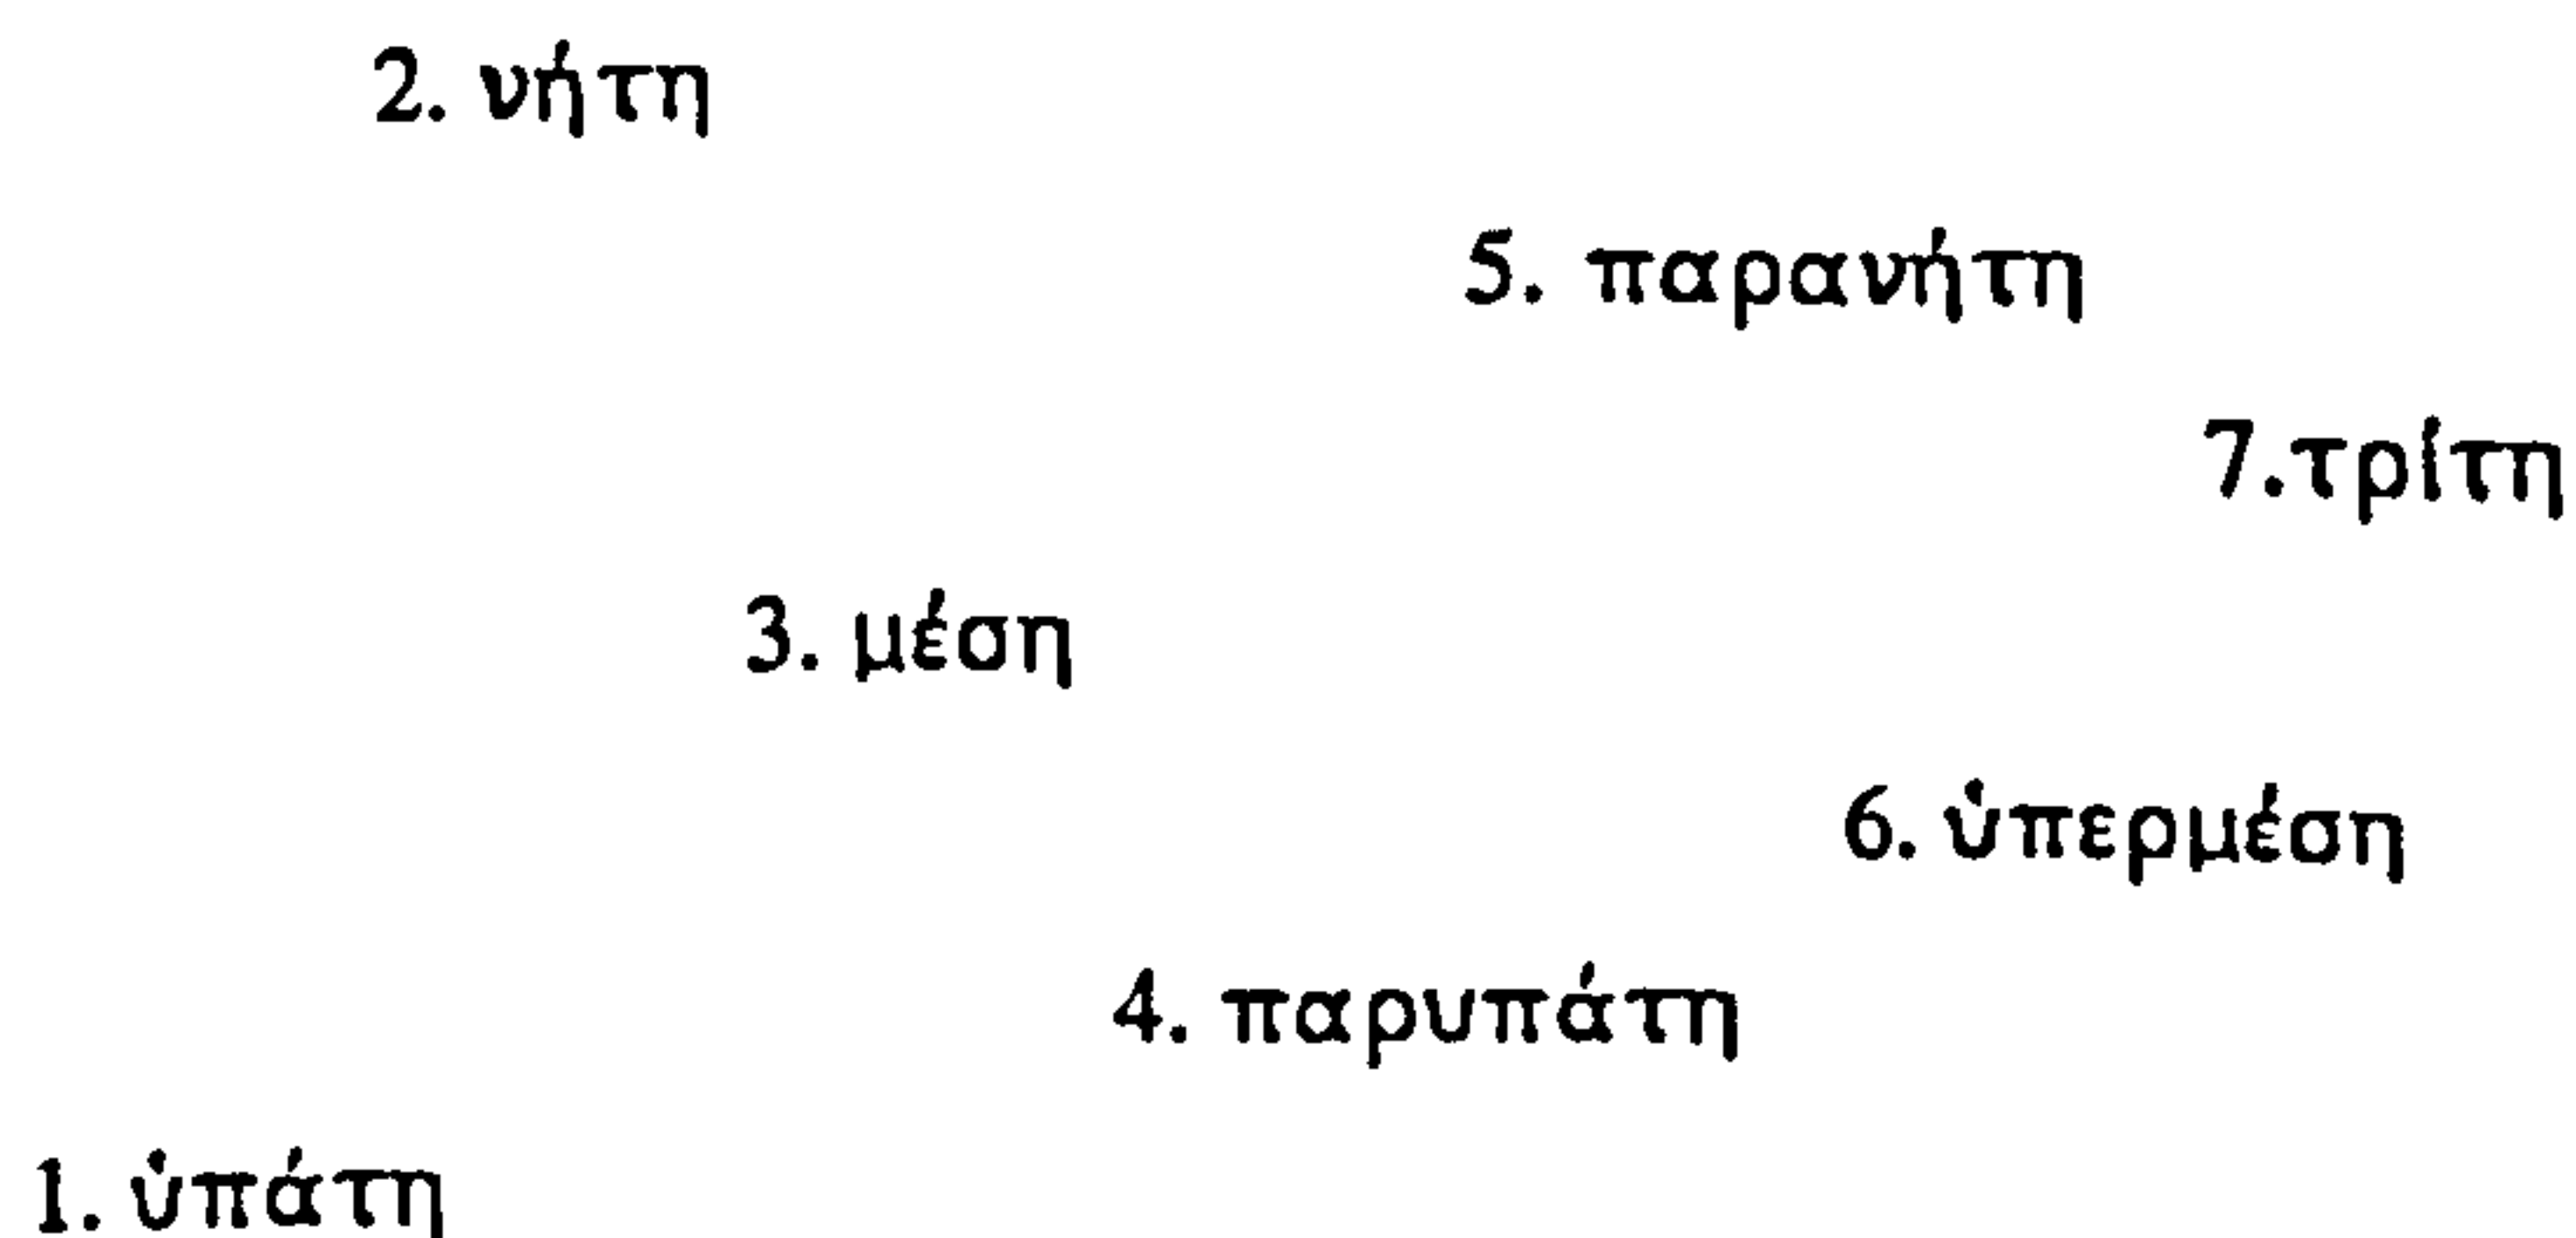 2. νήτη
5. παρανήτη
7.τρίτη
3. μέση
6. ὑπερμέση
4. παρυπάτη
1. ὑπάτη